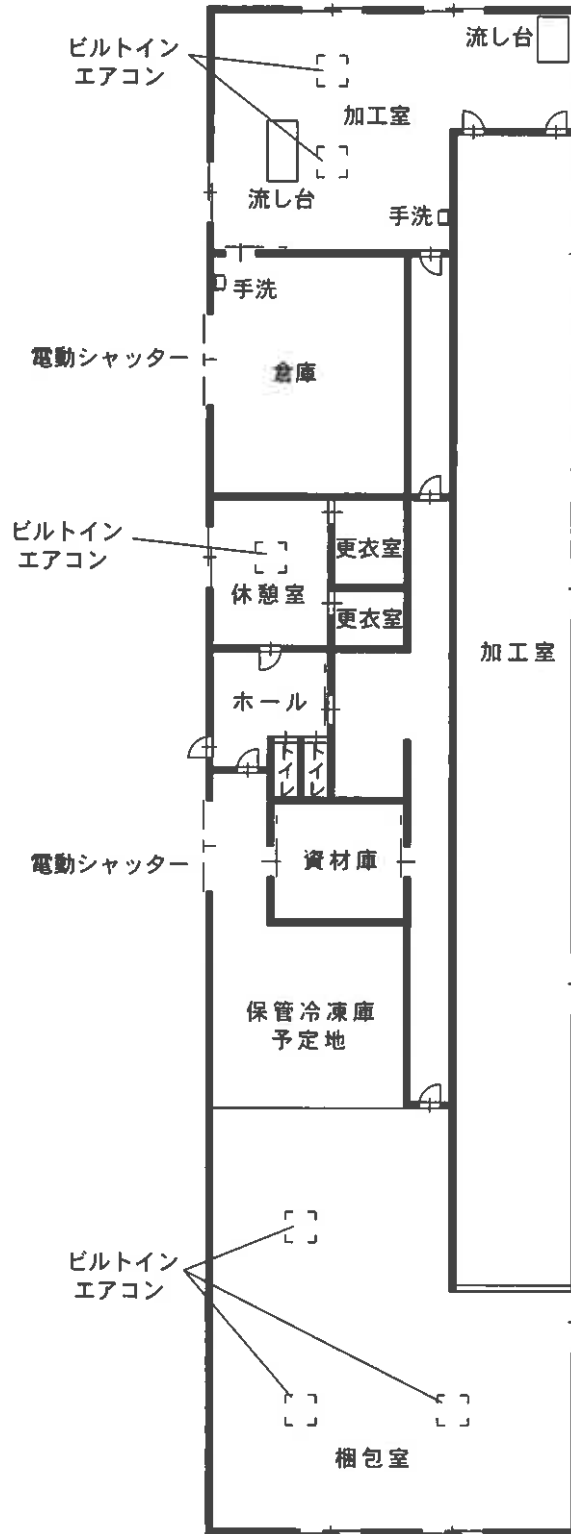 流し台
ビルトイン
エアコン
加工室
流し台
手洗
手洗
電動シャッター
倉庫
ビルトイン
エアコン
更衣室
休憩室
更衣室
加工室
ホール
トイレ
トイレ
電動シャッター
資材庫
保管冷凍庫
予定地
ビルトイン
エアコン
梱包室